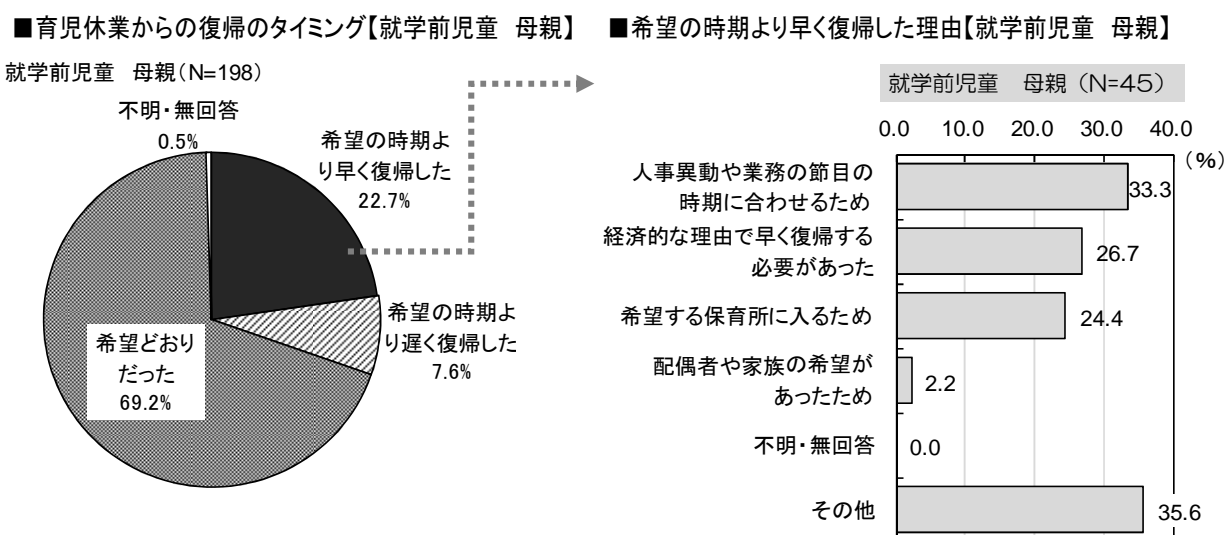 ■育児休業からの復帰のタイミング【就学前児童　母親】
就学前児童　母親(N=198)
不明・無回答
0.5%
希望の時期よ
り早く復帰した
22.7%
希望の時期よ
り遅く復帰した
7.6%
希望どおり
だった
69.2%
■希望の時期より早く復帰した理由【就学前児童　母親】
就学前児童　母親（N=45）
0.0 10.0 20.0 30.0 40.0
(%)
人事異動や業務の節目の
時期に合わせるため
33.3
経済的な理由で早く復帰する
必要があった
26.7
希望する保育所に入るため
24.4
配偶者や家族の希望が
あったため
2.2
不明・無回答
0.0
その他
35.6